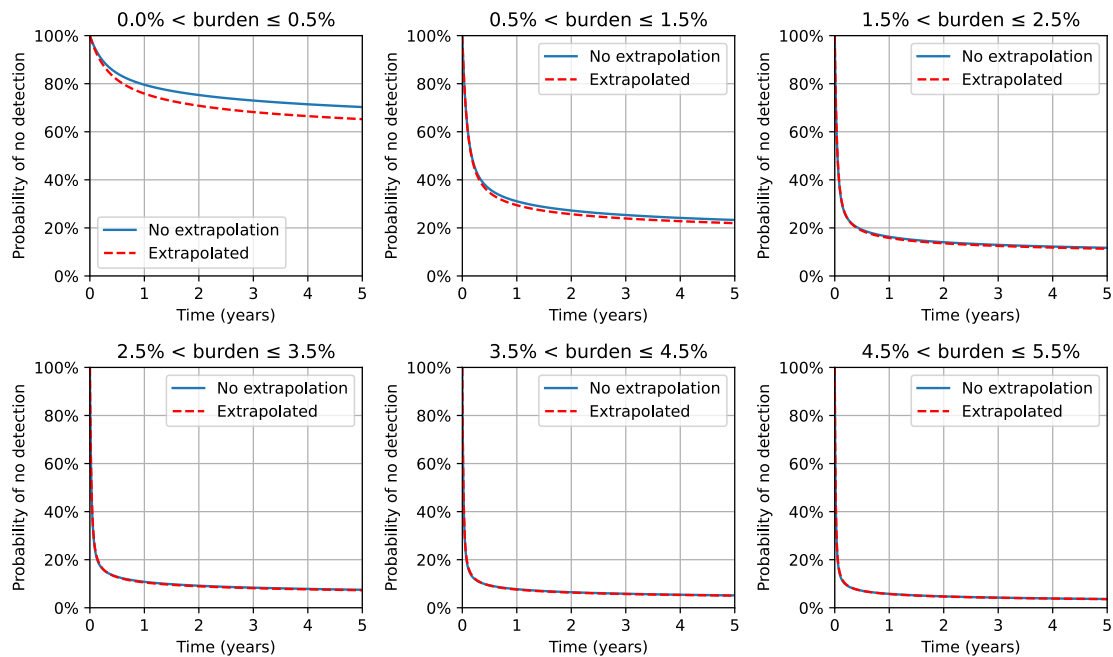 0.0% < burden ≤ 0.5%
100%
80%
60%
40%
20%
0%
Probability of no detection
No extrapolation
Extrapolated
0 1 2 3 4 5
Time (years)
0.5% < burden ≤ 1.5%
100%
80%
60%
40%
20%
0%
Probability of no detection
No extrapolation
Extrapolated
0 1 2 3 4 5
Time (years)
1.5% < burden ≤ 2.5%
100%
80%
60%
40%
20%
0%
Probability of no detection
No extrapolation
Extrapolated
0 1 2 3 4 5
Time (years)
2.5% < burden ≤ 3.5%
100%
80%
60%
40%
20%
0%
Probability of no detection
No extrapolation
Extrapolated
0 1 2 3 4 5
Time (years)
3.5% < burden ≤ 4.5%
100%
80%
60%
40%
20%
0%
Probability of no detection
No extrapolation
Extrapolated
0 1 2 3 4 5
Time (years)
4.5% < burden ≤ 5.5%
100%
80%
60%
40%
20%
0%
Probability of no detection
No extrapolation
Extrapolated
0 1 2 3 4 5
Time (years)